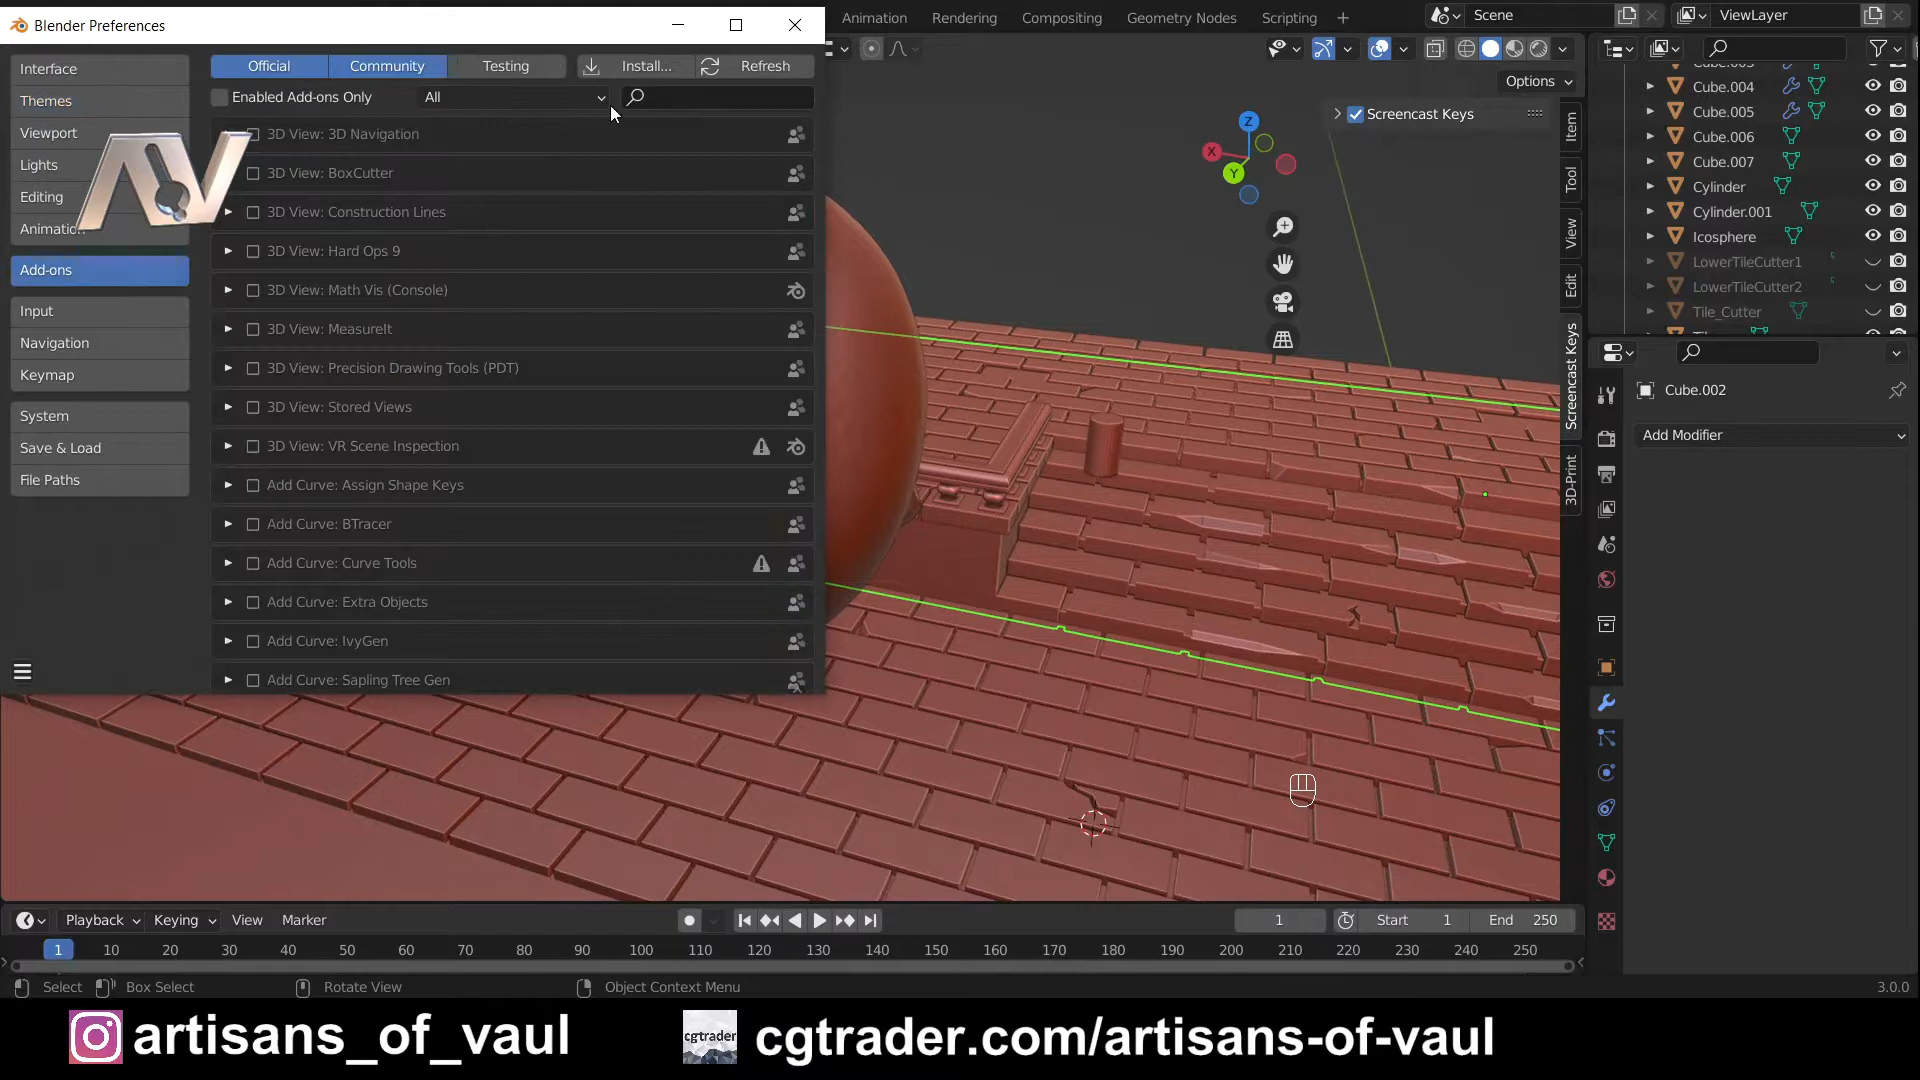 Blender Preferences
Interface
Themes
Viewport
Lights
Editing
Animation
Add-ons
Input
Navigation
Keymap
System
Save & Load
File Paths
Official
Community
Testing
Install...
Refresh
Enabled Add-ons Only
All
3D View: 3D Navigation
3D View: BoxCutter
3D View: Construction Lines
3D View: Hard Ops 9
3D View: Math Vis (Console)
3D View: MeasureIt
3D View: Precision Drawing Tools (PDT)
3D View: Stored Views
3D View: VR Scene Inspection
Add Curve: Assign Shape Keys
Add Curve: BTracer
Add Curve: Curve Tools
Add Curve: Extra Objects
Add Curve: IvyGen
Add Curve: Sapling Tree Gen
AV
Animation
Rendering
Compositing
Geometry Nodes
Scripting
+
Scene
ViewLayer
Options
Screencast Keys
Z
X
Y
Item
Tool
View
Edit
Screencast Keys
3D-Print
Cube.003
Cube.004
Cube.005
Cube.006
Cube.007
Cylinder
Cylinder.001
Icosphere
LowerTileCutter1
LowerTileCutter2
Tile_Cutter
Cube.002
Add Modifier
Playback
Keying
View
Marker
1
Start 1
End 250
1 10 20 30 40 50 60 70 80 90 100 110 120 130 140 150 160 170 180 190 200 210 220 230 240 250
Select
Box Select
Rotate View
Object Context Menu
3.0.0
artisans_of_vaul
cgtrader
cgtrader.com/artisans-of-vaul